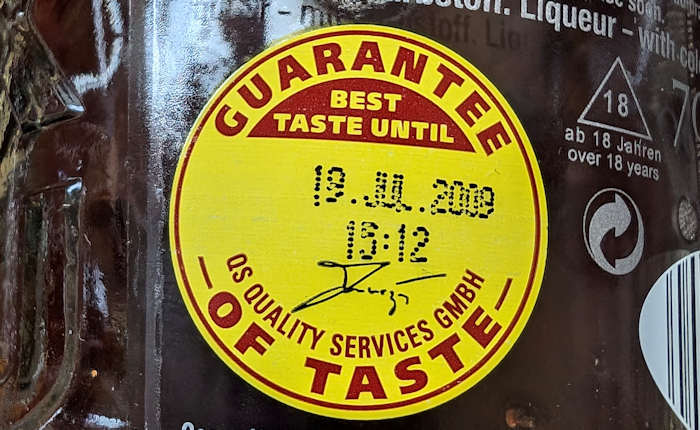 stoff. Liqueur – with
GUARANTEE
BEST
TASTE UNTIL
19. JUL. 2009
15:12
QS QUALITY SERVICES GMBH
OF TASTE
18
ab 18 Jahren
over 18 years